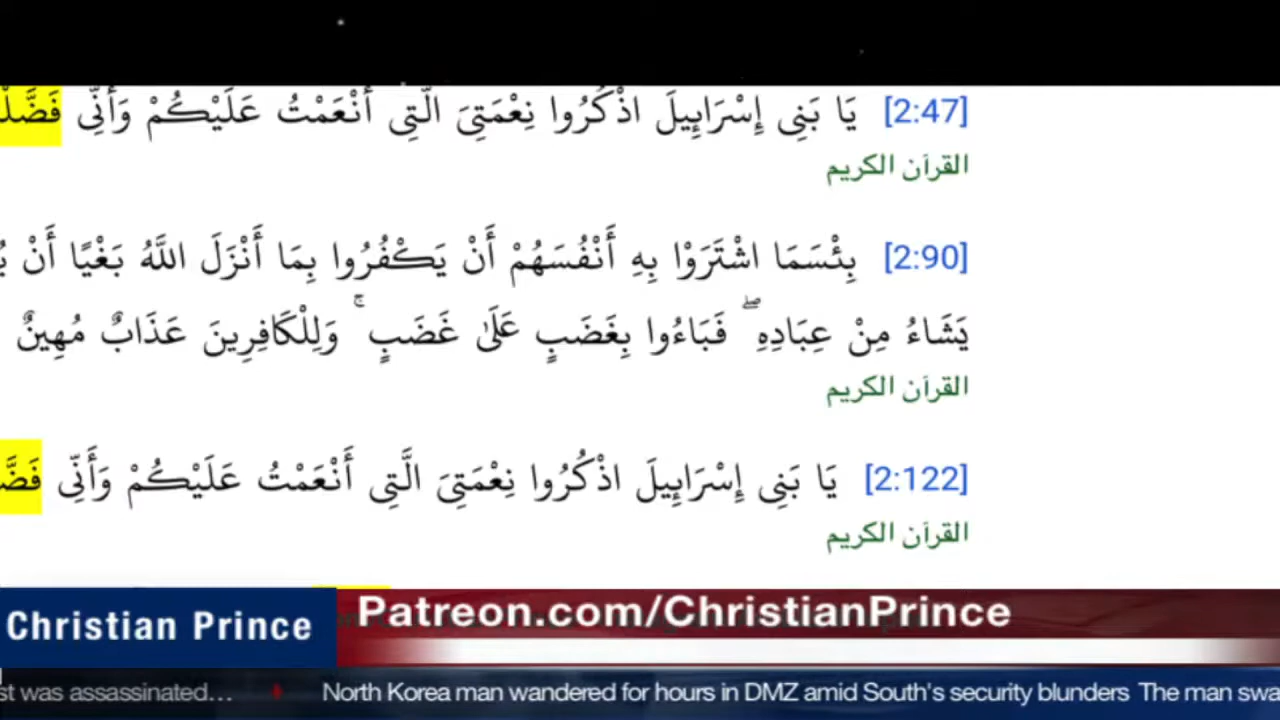 [2:47] يَا بَنِى إِسْرَابِيلَ اذْكُرُوا نِعْمَتِىَ الَّتِى أَنْعَمْتُ عَلَيْكُمْ وَأَنِّى
القرآن الكريم
[2:90] بِئْسَمَا اشْتَرَوْا بِهِ أَنْفُسَهُمْ أَنْ يَكْفُرُوا بِمَا أَنْزَلَ اللَّهُ بَغْيًا أَنْ
يَشَاءُ مِنْ عِبَادِهِ ۖ فَبَاءُوا بِغَضَبٍ عَلَىٰ غَضَبٍ ۚ وَلِلْكَافِرِينَ عَذَابٌ مُهِينٌ
القرآن الكريم
[2:122] يَا بَنِى إِسْرَابِيلَ اذْكُرُوا نِعْمَتِىَ الَّتِى أَنْعَمْتُ عَلَيْكُمْ وَأَنِّى
القرآن الكريم
Christian Prince
Patreon.com/ChristianPrince
was assassinated... North Korea man wandered for hours in DMZ amid South's security blunders The man